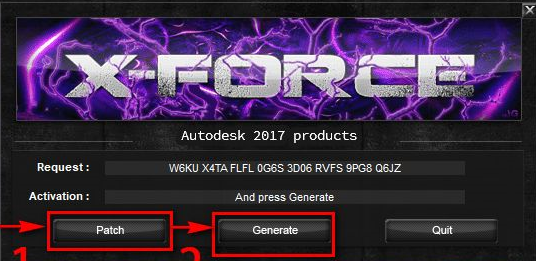 X-FORCE
JG
Autodesk 2017 products
Request : W6KU X4TA FLFL 0G6S 3D06 RVFS 9PG8 Q6JZ
Activation : And press Generate
Patch Generate Quit
1 2